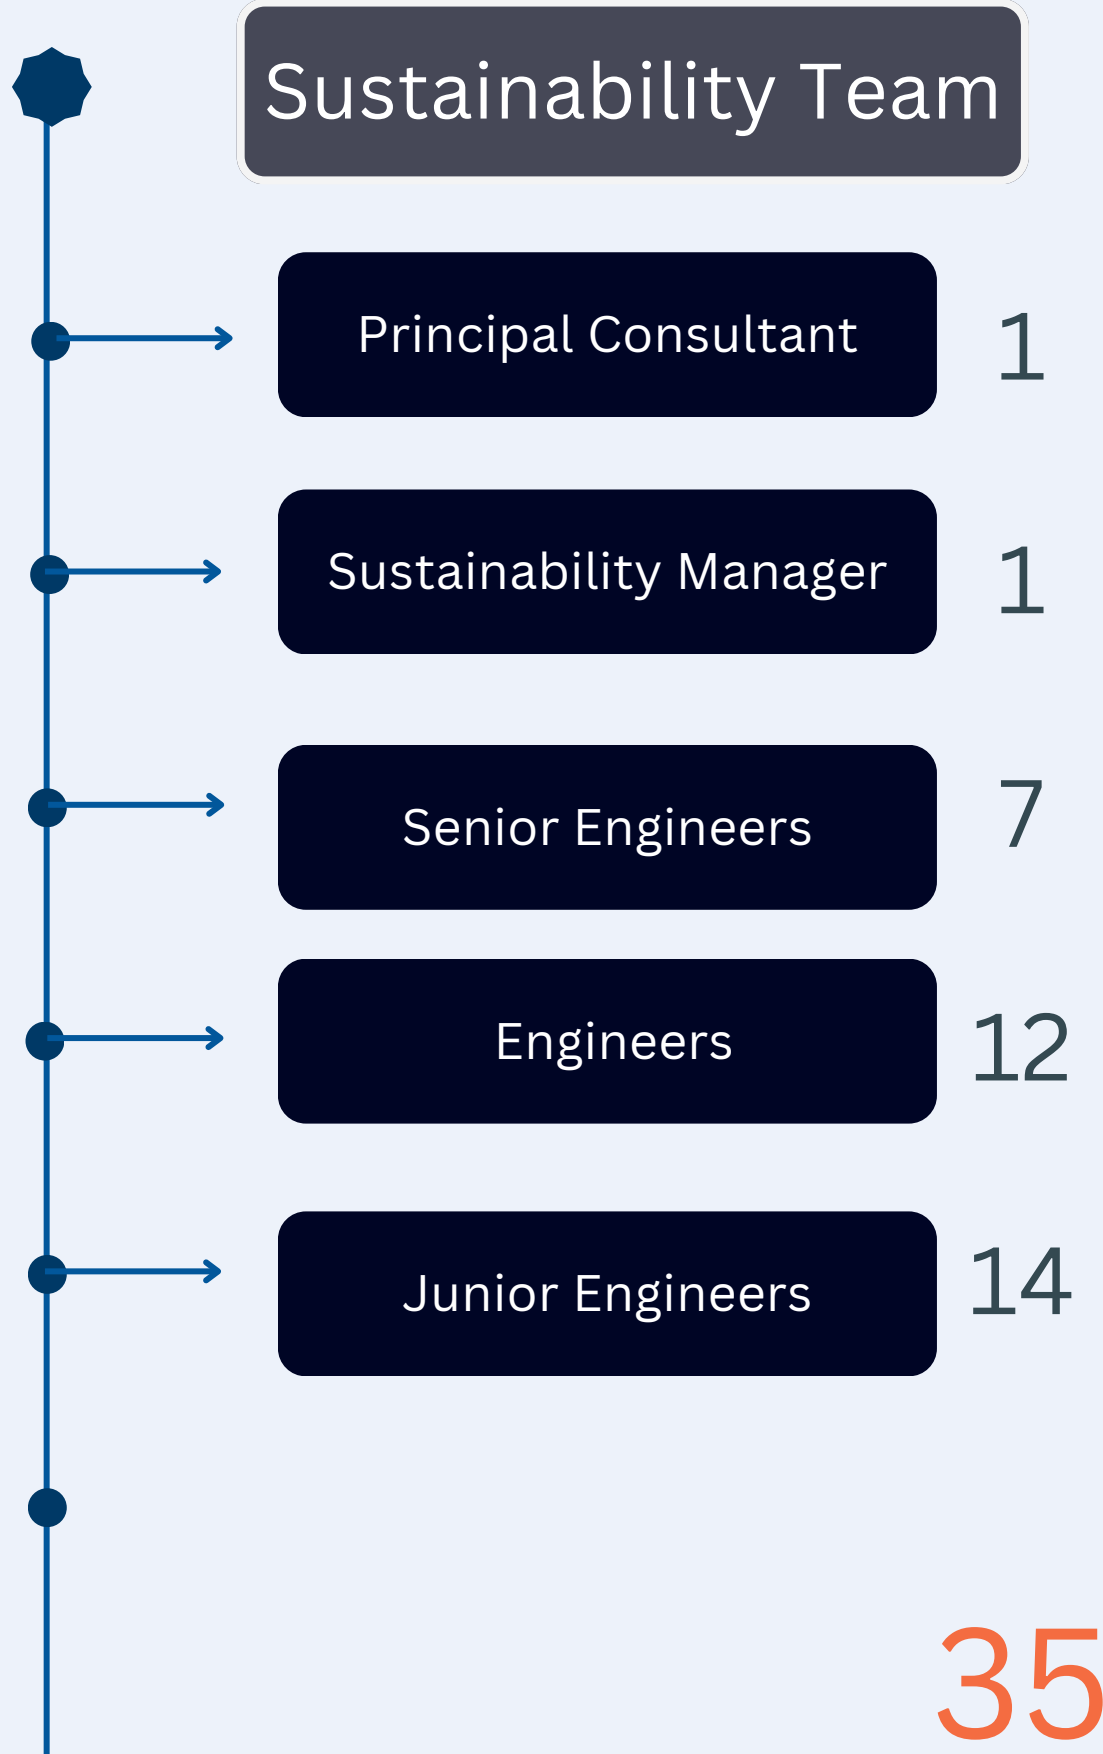 Sustainability Team
Principal Consultant 1
Sustainability Manager 1
Senior Engineers 7
Engineers 12
Junior Engineers 14
35